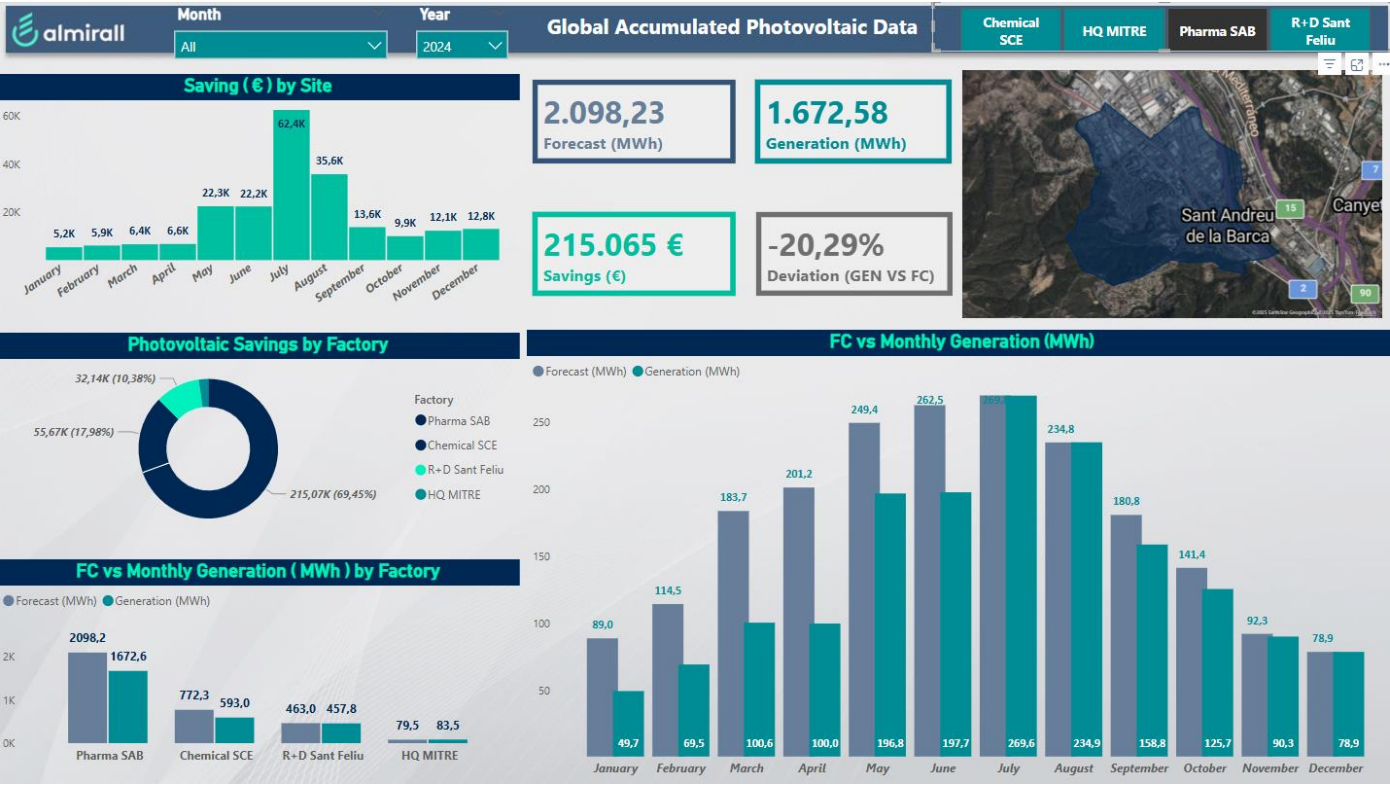 almirall
Month
All
Year
2024
Global Accumulated Photovoltaic Data
Chemical
SCE
HQ MITRE
Pharma SAB
R+D Sant
Feliu
Saving ( € ) by Site
60K
40K
20K
5,2K
5,9K
6,4K
6,6K
22,3K
22,2K
62,4K
35,6K
13,6K
9,9K
12,1K
12,8K
January
February
March
April
May
June
July
August
September
October
November
December
2.098,23
Forecast (MWh)
1.672,58
Generation (MWh)
215.065 €
Savings (€)
-20,29%
Deviation (GEN VS FC)
Sant Andreu
de la Barca
Canyet
7
15
2
90
Photovoltaic Savings by Factory
32,14K (10,38%)
55,67K (17,98%)
215,07K (69,45%)
Factory
Pharma SAB
Chemical SCE
R+D Sant Feliu
HQ MITRE
FC vs Monthly Generation ( MWh ) by Factory
Forecast (MWh)
Generation (MWh)
2K
1K
0K
2098,2
1672,6
772,3
593,0
463,0
457,8
79,5
83,5
Pharma SAB
Chemical SCE
R+D Sant Feliu
HQ MITRE
FC vs Monthly Generation (MWh)
Forecast (MWh)
Generation (MWh)
250
200
150
100
50
89,0
114,5
183,7
201,2
249,4
262,5
234,8
180,8
141,4
92,3
78,9
49,7
69,5
100,6
100,0
196,8
197,7
269,6
234,9
158,8
125,7
90,3
78,9
January
February
March
April
May
June
July
August
September
October
November
December